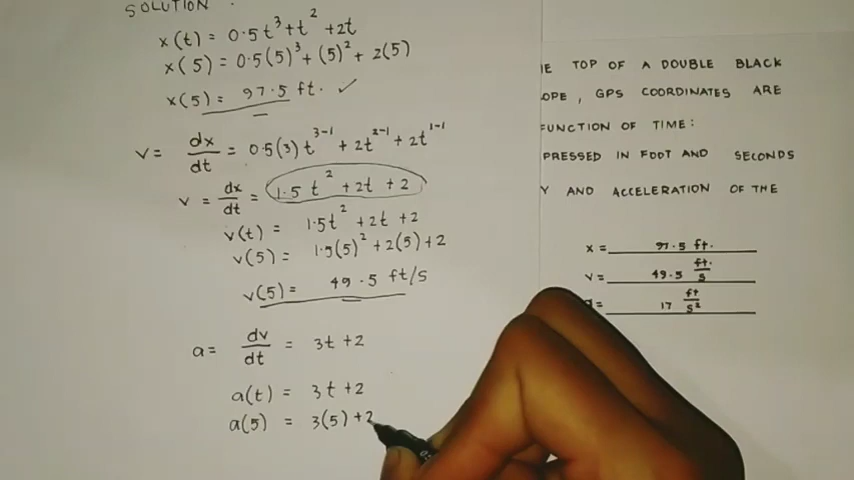 SOLUTION.
x(t) = 0.5t³+t²+2t
x(5) = 0.5(5)³+(5)²+2(5)
x(5) = 97.5 ft. ✓
v = dx/dt = 0.5(3)t³⁻¹+2t²⁻¹+2t¹⁻¹
v = dx/dt = 1.5t²+2t+2
v(t) = 1.5t²+2t+2
v(5) = 1.5(5)²+2(5)+2
v(5) = 49.5 ft/s
a = dv/dt = 3t+2
a(t) = 3t+2
a(5) = 3(5)+2
TOP OF A DOUBLE BLACK
, GPS COORDINATES ARE
FUNCTION OF TIME:
PRESSED IN FOOT AND SECONDS
AND ACCELERATION OF THE
x = 97.5 ft.
v = 49.5 ft./s
= 17 ft/s²